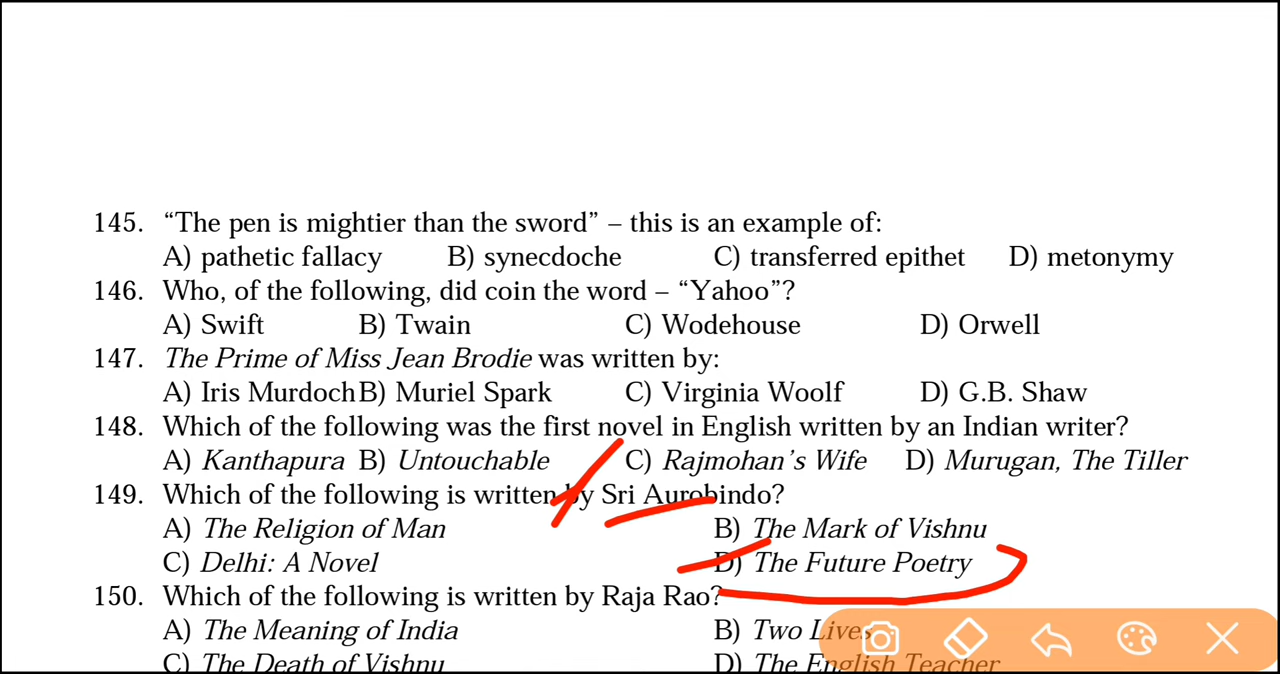 145. “The pen is mightier than the sword” – this is an example of:
A) pathetic fallacy B) synecdoche C) transferred epithet D) metonymy
146. Who, of the following, did coin the word – “Yahoo”?
A) Swift B) Twain C) Wodehouse D) Orwell
147. The Prime of Miss Jean Brodie was written by:
A) Iris Murdoch B) Muriel Spark C) Virginia Woolf D) G.B. Shaw
148. Which of the following was the first novel in English written by an Indian writer?
A) Kanthapura B) Untouchable C) Rajmohan’s Wife D) Murugan, The Tiller
149. Which of the following is written by Sri Aurobindo?
A) The Religion of Man B) The Mark of Vishnu
C) Delhi: A Novel D) The Future Poetry
150. Which of the following is written by Raja Rao?
A) The Meaning of India B) Two Lives
C) The Death of Vishnu D) The English Teacher